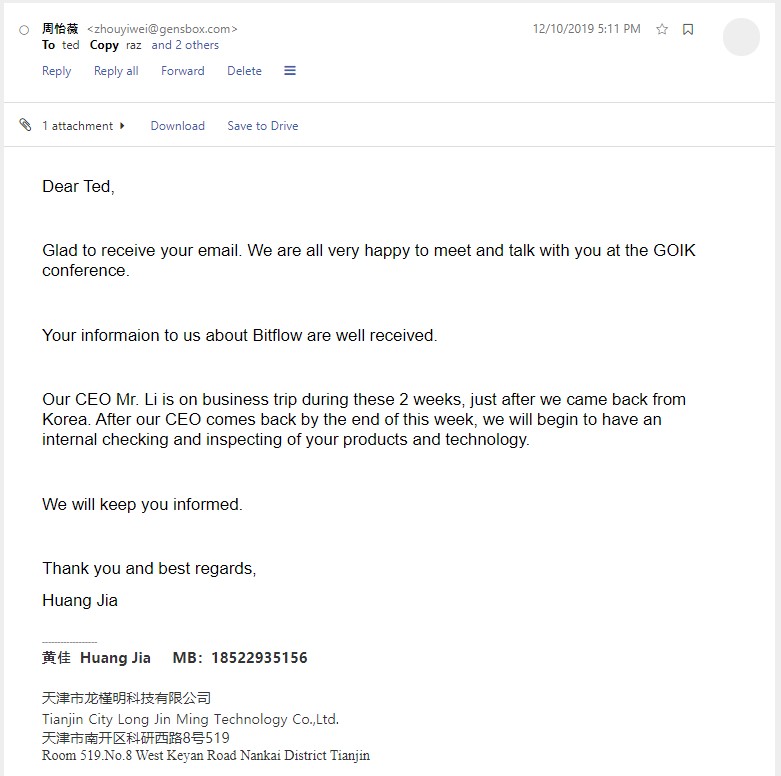 周怡薇 <zhouyiwei@gensbox.com> 12/10/2019 5:11 PM
To ted Copy raz and 2 others
Reply Reply all Forward Delete
1 attachment Download Save to Drive
Dear Ted,
Glad to receive your email. We are all very happy to meet and talk with you at the GOIK
conference.
Your informaion to us about Bitflow are well received.
Our CEO Mr. Li is on business trip during these 2 weeks, just after we came back from
Korea. After our CEO comes back by the end of this week, we will begin to have an
internal checking and inspecting of your products and technology.
We will keep you informed.
Thank you and best regards,
Huang Jia
黄佳 Huang Jia MB：18522935156
天津市龙槿明科技有限公司
Tianjin City Long Jin Ming Technology Co.,Ltd.
天津市南开区科研西路8号519
Room 519.No.8 West Keyan Road Nankai District Tianjin